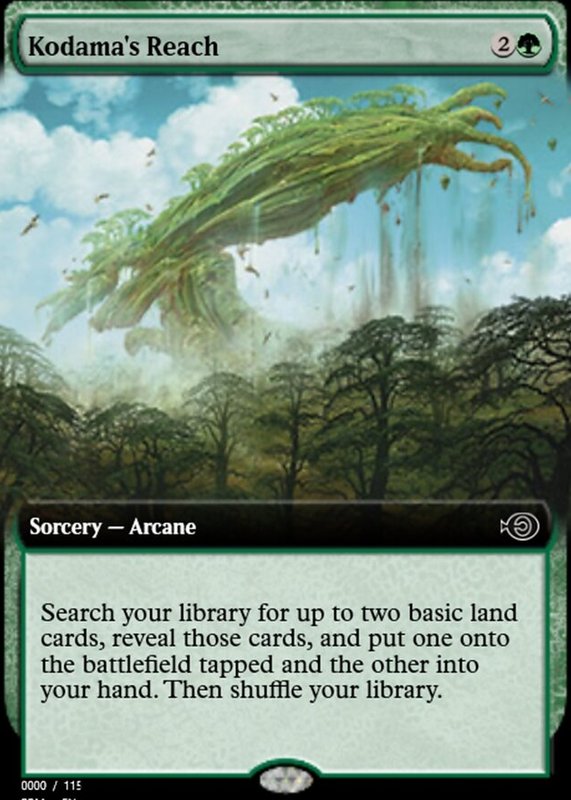 Kodama's Reach
2
Sorcery — Arcane
Search your library for up to two basic land
cards, reveal those cards, and put one onto
the battlefield tapped and the other into
your hand. Then shuffle your library.
0000 / 115